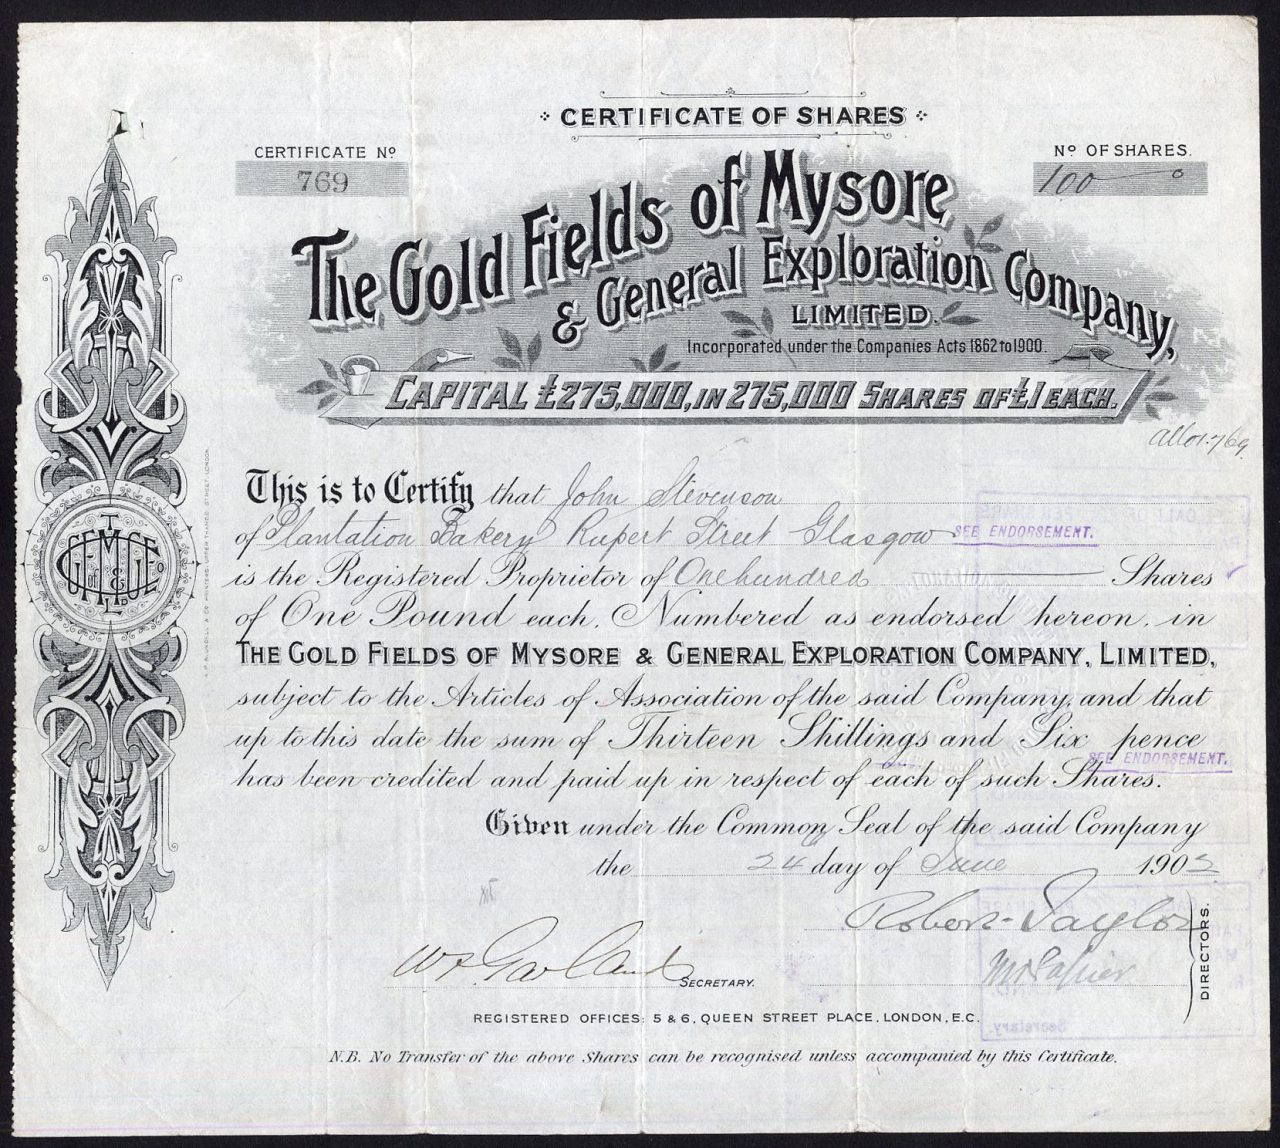 CERTIFICATE OF SHARES
CERTIFICATE No
769
No OF SHARES.
100
The Gold Fields of Mysore
& General Exploration Company,
LIMITED.
Incorporated under the Companies Acts 1862 to 1900.
CAPITAL £275,000, IN 275,000 SHARES OF £1 EACH.
Allot. 769
This is to Certify that John Stevenson
of Plantation Bakery Rupert Street Glasgow SEE ENDORSEMENT.
is the Registered Proprietor of One hundred Shares
of One Pound each, Numbered as endorsed hereon, in
THE GOLD FIELDS OF MYSORE & GENERAL EXPLORATION COMPANY, LIMITED,
subject to the Articles of Association of the said Company, and that
up to this date the sum of Thirteen Shillings and Six pence
SEE ENDORSEMENT.
has been credited and paid up in respect of each of such Shares.
Given under the Common Seal of the said Company
the 24 day of June 1902
Robert Taylor
DIRECTORS.
SECRETARY.
REGISTERED OFFICES: 5 & 6, QUEEN STREET PLACE, LONDON, E.C.
N.B. No Transfer of the above Shares can be recognised unless accompanied by this Certificate.